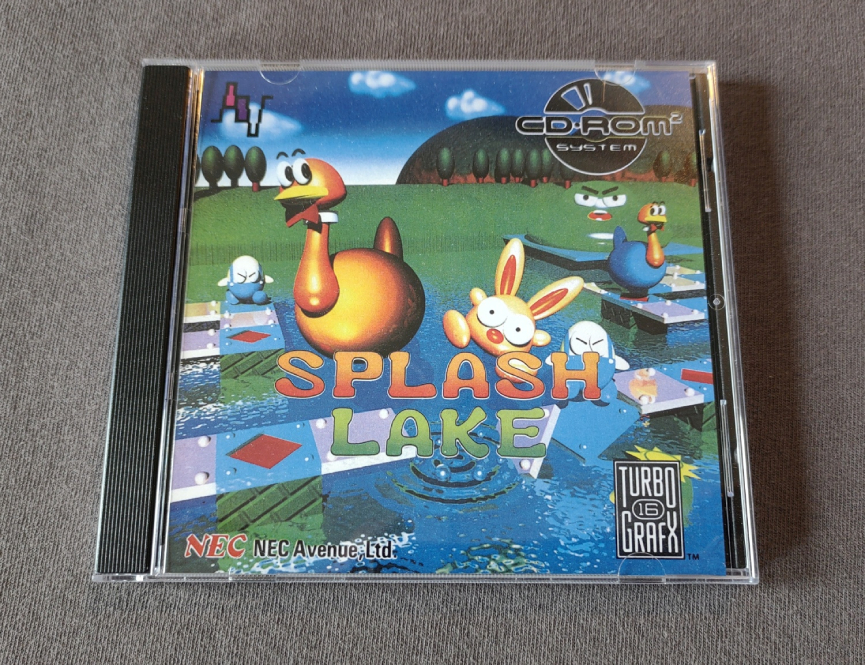 CD-ROM²
SYSTEM
SPLASH
LAKE
TURBO
16
GRAFX
TM
NEC NEC Avenue, Ltd.